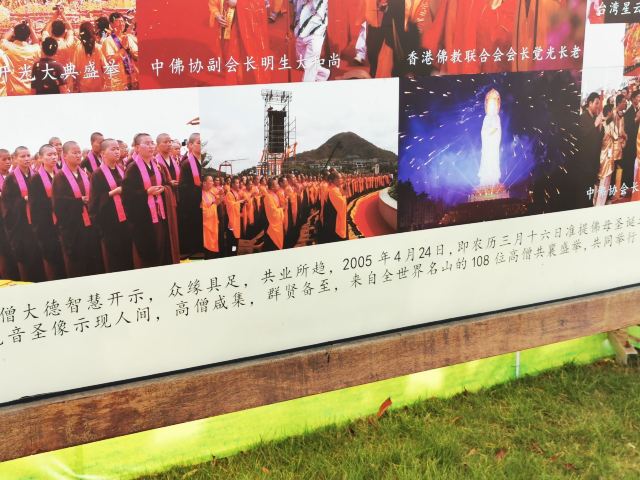 开光大典盛举
中佛协副会长明生大和尚
香港佛教联合会会长觉光长老
台湾星云
中佛协会长
僧大德智慧开示，众缘具足，共业所趋，2005年4月24日，即农历三月十六日准提佛母圣诞
音圣像示现人间，高僧咸集，群贤备至，来自全世界名山的108位高僧共襄盛举，共同举行